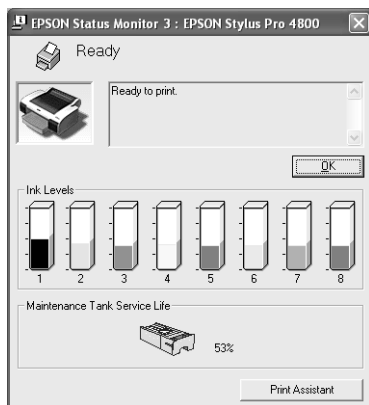 EPSON Status Monitor 3 : EPSON Stylus Pro 4800
Ready
Ready to print.
OK
Ink Levels
1 2 3 4 5 6 7 8
Maintenance Tank Service Life
53%
Print Assistant